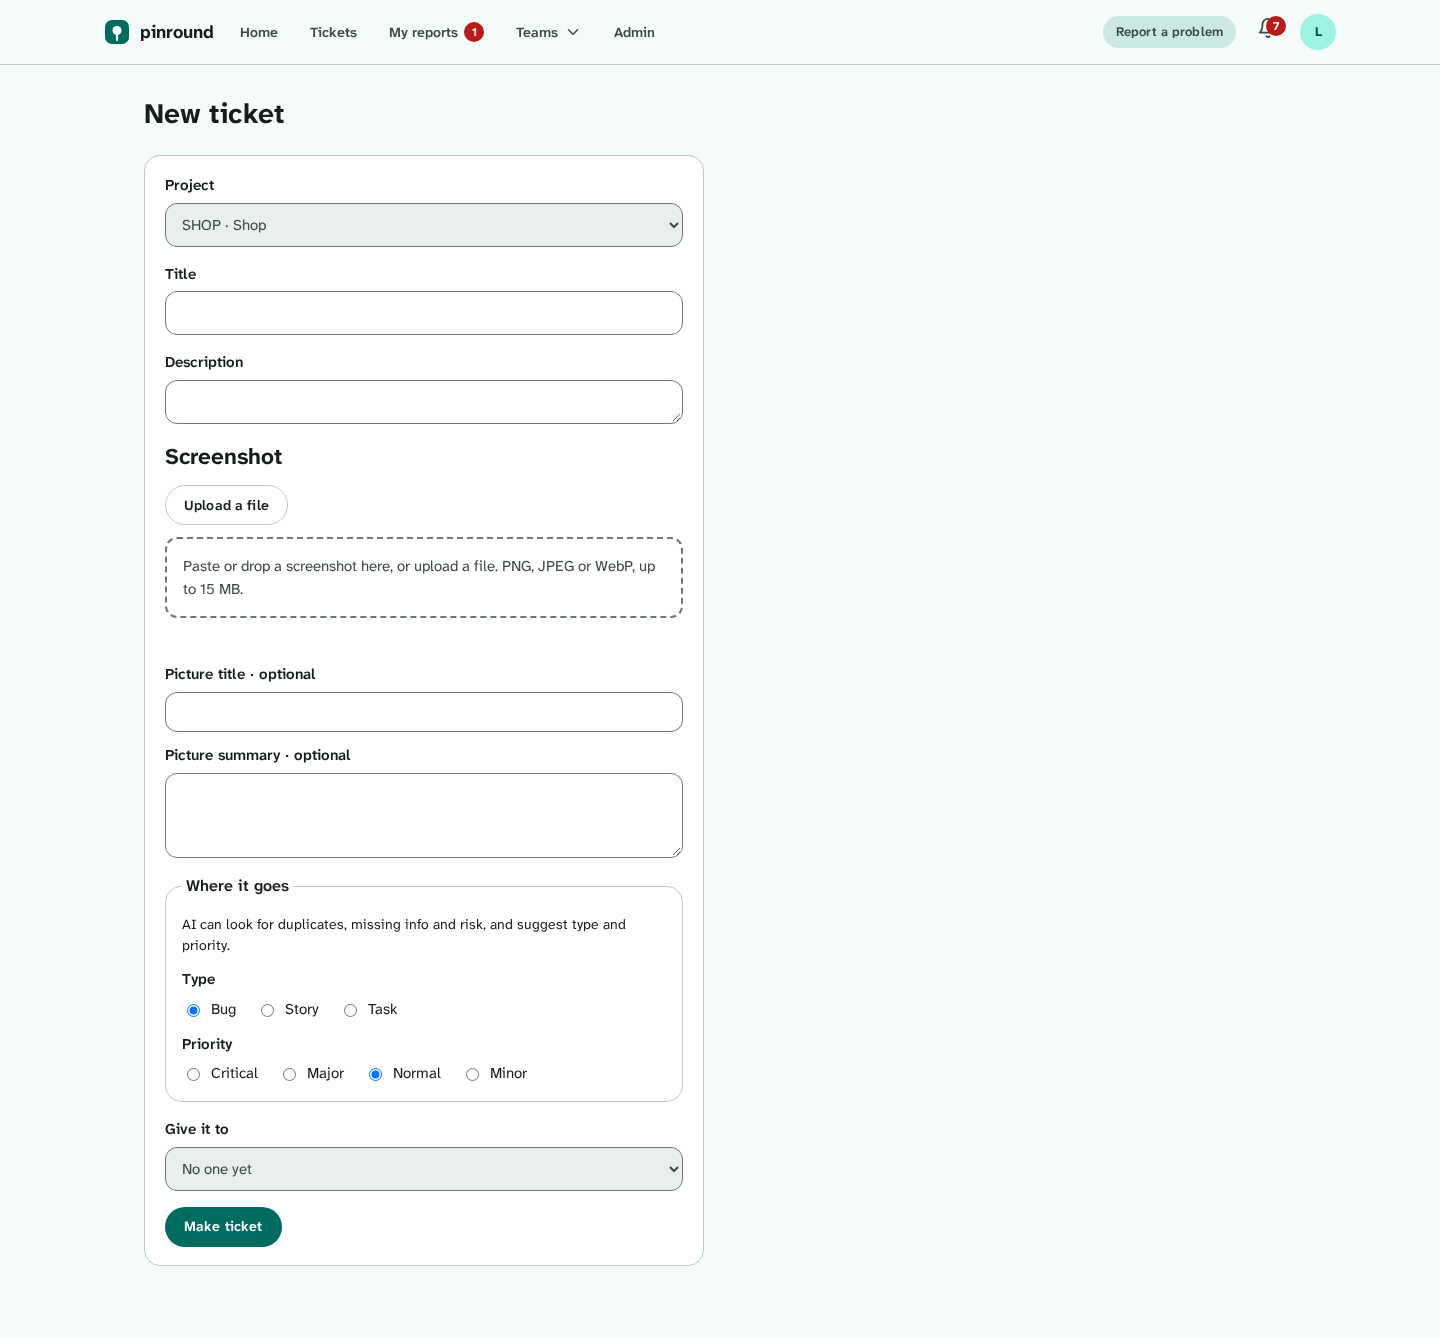 pinround
Home
Tickets
My reports 1
Teams
Admin
Report a problem
7
L
New ticket
Project
SHOP · Shop
Title
Description
Screenshot
Upload a file
Paste or drop a screenshot here, or upload a file. PNG, JPEG or WebP, up
to 15 MB.
Picture title · optional
Picture summary · optional
Where it goes
AI can look for duplicates, missing info and risk, and suggest type and
priority.
Type
Bug Story Task
Priority
Critical Major Normal Minor
Give it to
No one yet
Make ticket